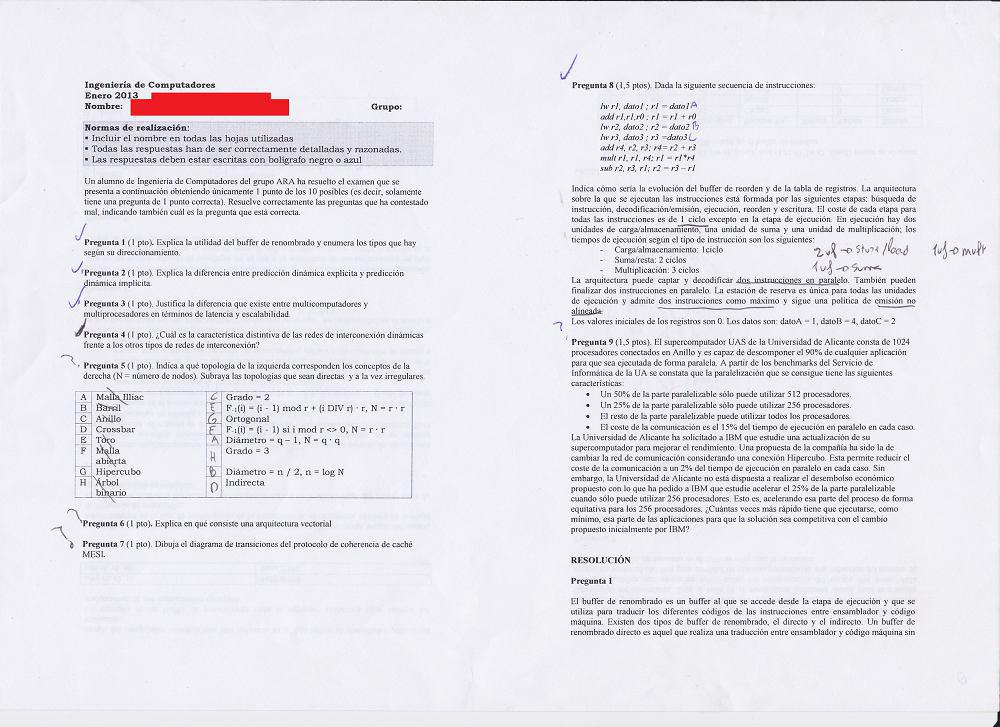 Ingeniería de Computadores
Enero 2013
Nombre:
Grupo:
Normas de realización:
▪ Incluir el nombre en todas las hojas utilizadas
▪ Todas las respuestas han de ser correctamente detalladas y razonadas.
▪ Las respuestas deben estar escritas con bolígrafo negro o azul
Un alumno de Ingeniería de Computadores del grupo ARA ha resuelto el examen que se
presenta a continuación obteniendo únicamente 1 punto de los 10 posibles (es decir, solamente
tiene una pregunta de 1 punto correcta). Resuelve correctamente las preguntas que ha contestado
mal, indicando también cuál es la pregunta que está correcta.
Pregunta 1 (1 pto). Explica la utilidad del buffer de renombrado y enumera los tipos que hay
según su direccionamiento.
Pregunta 2 (1 pto). Explica la diferencia entre predicción dinámica explícita y predicción
dinámica implícita.
Pregunta 3 (1 pto). Justifica la diferencia que existe entre multicomputadores y
multiprocesadores en términos de latencia y escalabilidad.
Pregunta 4 (1 pto). ¿Cuál es la característica distintiva de las redes de interconexión dinámicas
frente a los otros tipos de redes de interconexión?
Pregunta 5 (1 pto). Indica a qué topología de la izquierda corresponden los conceptos de la
derecha (N = número de nodos). Subraya las topologías que sean directas y a la vez irregulares.
A Malla Illiac C Grado = 2
B Barril E F₋₁(i) = (i - 1) mod r + (i DIV r) · r, N = r · r
C Anillo G Ortogonal
D Crossbar F F₋₁(i) = (i - 1) si i mod r <> 0, N = r · r
E Toro A Diámetro = q – 1, N = q · q
F Malla H Grado = 3
abierta
G Hipercubo B Diámetro = n / 2, n = log N
H Árbol D Indirecta
binario
Pregunta 6 (1 pto). Explica en qué consiste una arquitectura vectorial
Pregunta 7 (1 pto). Dibuja el diagrama de transiciones del protocolo de coherencia de caché
MESI.
Pregunta 8 (1,5 ptos). Dada la siguiente secuencia de instrucciones:
lw r1, dato1 ; r1 = dato1 A
add r1,r1,r0 ; r1 = r1 + r0
lw r2, dato2 ; r2 = dato2 B
lw r3, dato3 ; r3 =dato3 C
add r4, r2, r3; r4= r2 + r3
mult r1, r1, r4; r1 = r1*r4
sub r2, r3, r1; r2 = r3 – r1
Indica cómo sería la evolución del buffer de reorden y de la tabla de registros. La arquitectura
sobre la que se ejecutan las instrucciones está formada por las siguientes etapas: búsqueda de
instrucción, decodificación/emisión, ejecución, reorden y escritura. El coste de cada etapa para
todas las instrucciones es de 1 ciclo excepto en la etapa de ejecución. En ejecución hay dos
unidades de carga/almacenamiento, una unidad de suma y una unidad de multiplicación; los
tiempos de ejecución según el tipo de instrucción son los siguientes:
- Carga/almacenamiento: 1ciclo
- Suma/resta: 2 ciclos
- Multiplicación: 3 ciclos
2 uf → store/load
1uf → mult
1uf → suma
La arquitectura puede captar y decodificar dos instrucciones en paralelo. También pueden
finalizar dos instrucciones en paralelo. La estación de reserva es única para todas las unidades
de ejecución y admite dos instrucciones como máximo y sigue una política de emisión no
alineada.
Los valores iniciales de los registros son 0. Los datos son: datoA = 1, datoB = 4, datoC = 2
Pregunta 9 (1,5 ptos). El supercomputador UAS de la Universidad de Alicante consta de 1024
procesadores conectados en Anillo y es capaz de descomponer el 90% de cualquier aplicación
para que sea ejecutada de forma paralela. A partir de los benchmarks del Servicio de
Informática de la UA se constata que la paralelización que se consigue tiene las siguientes
características:
• Un 50% de la parte paralelizable sólo puede utilizar 512 procesadores.
• Un 25% de la parte paralelizable sólo puede utilizar 256 procesadores.
• El resto de la parte paralelizable puede utilizar todos los procesadores.
• El coste de la comunicación es el 15% del tiempo de ejecución en paralelo en cada caso.
La Universidad de Alicante ha solicitado a IBM que estudie una actualización de su
supercomputador para mejorar el rendimiento. Una propuesta de la compañía ha sido la de
cambiar la red de comunicación considerando una conexión Hipercubo. Esta permite reducir el
coste de la comunicación a un 2% del tiempo de ejecución en paralelo en cada caso. Sin
embargo, la Universidad de Alicante no está dispuesta a realizar el desembolso económico
propuesto con lo que ha pedido a IBM que estudie acelerar el 25% de la parte paralelizable
cuando sólo puede utilizar 256 procesadores. Esto es, acelerando esa parte del proceso de forma
equitativa para los 256 procesadores. ¿Cuántas veces más rápido tiene que ejecutarse, como
mínimo, esa parte de las aplicaciones para que la solución sea competitiva con el cambio
propuesto inicialmente por IBM?
RESOLUCIÓN
Pregunta 1
El buffer de renombrado es un buffer al que se accede desde la etapa de ejecución y que se
utiliza para traducir los diferentes códigos de las instrucciones entre ensamblador y código
máquina. Existen dos tipos de buffer de renombrado, el directo y el indirecto. Un buffer de
renombrado directo es aquel que realiza una traducción entre ensamblador y código máquina sin